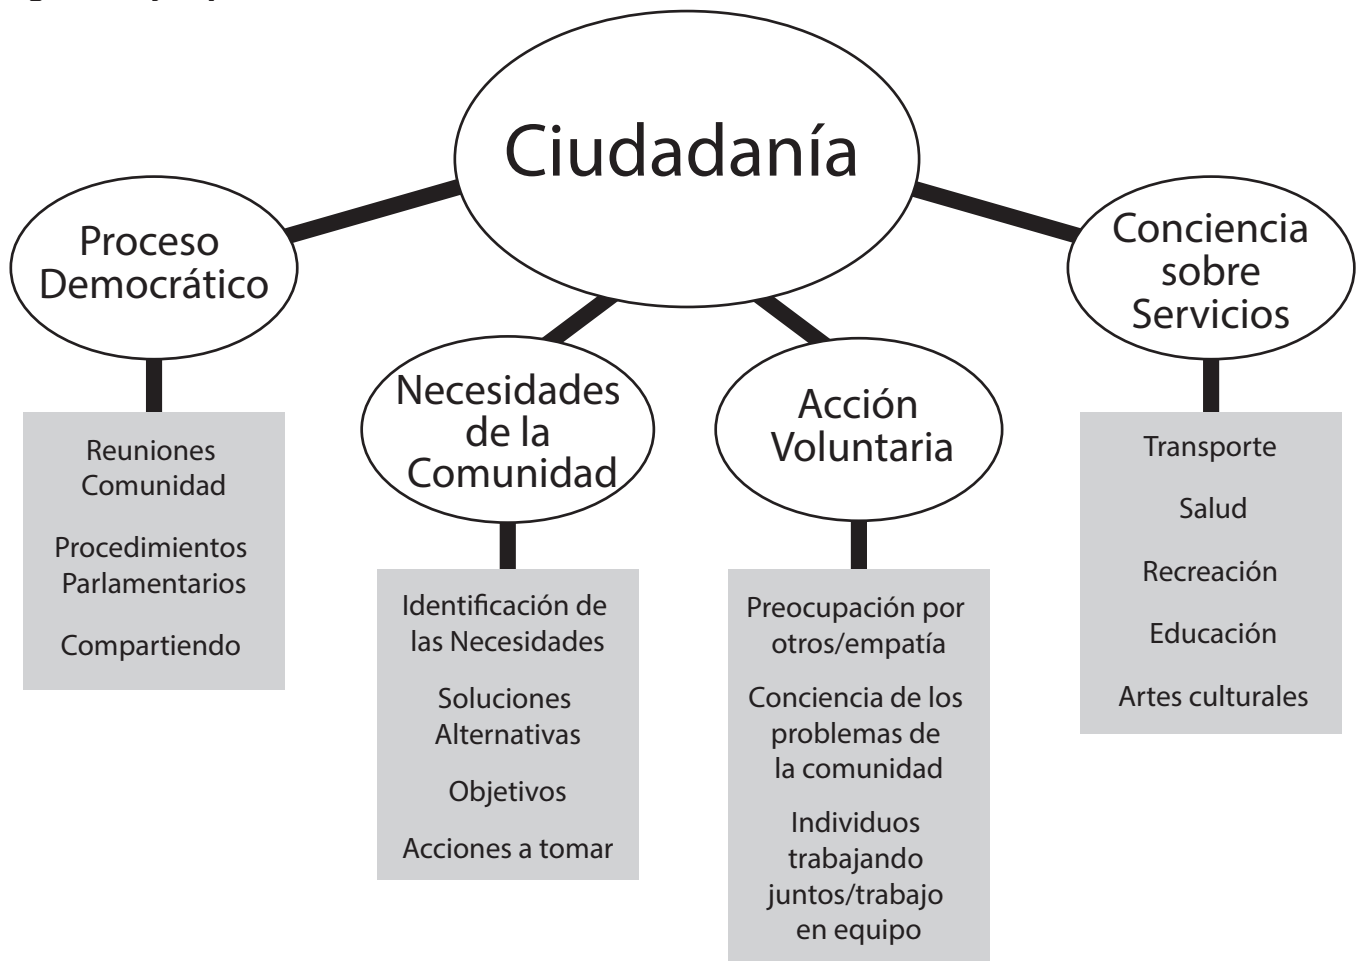 Ciudadanía
Proceso
Democrático
Reuniones
Comunidad
Procedimientos
Parlamentarios
Compartiendo
Necesidades
de la
Comunidad
Identificación de
las Necesidades
Soluciones
Alternativas
Objetivos
Acciones a tomar
Acción
Voluntaria
Preocupación por
otros/empatía
Conciencia de los
problemas de
la comunidad
Individuos
trabajando
juntos/trabajo
en equipo
Conciencia
sobre
Servicios
Transporte
Salud
Recreación
Educación
Artes culturales